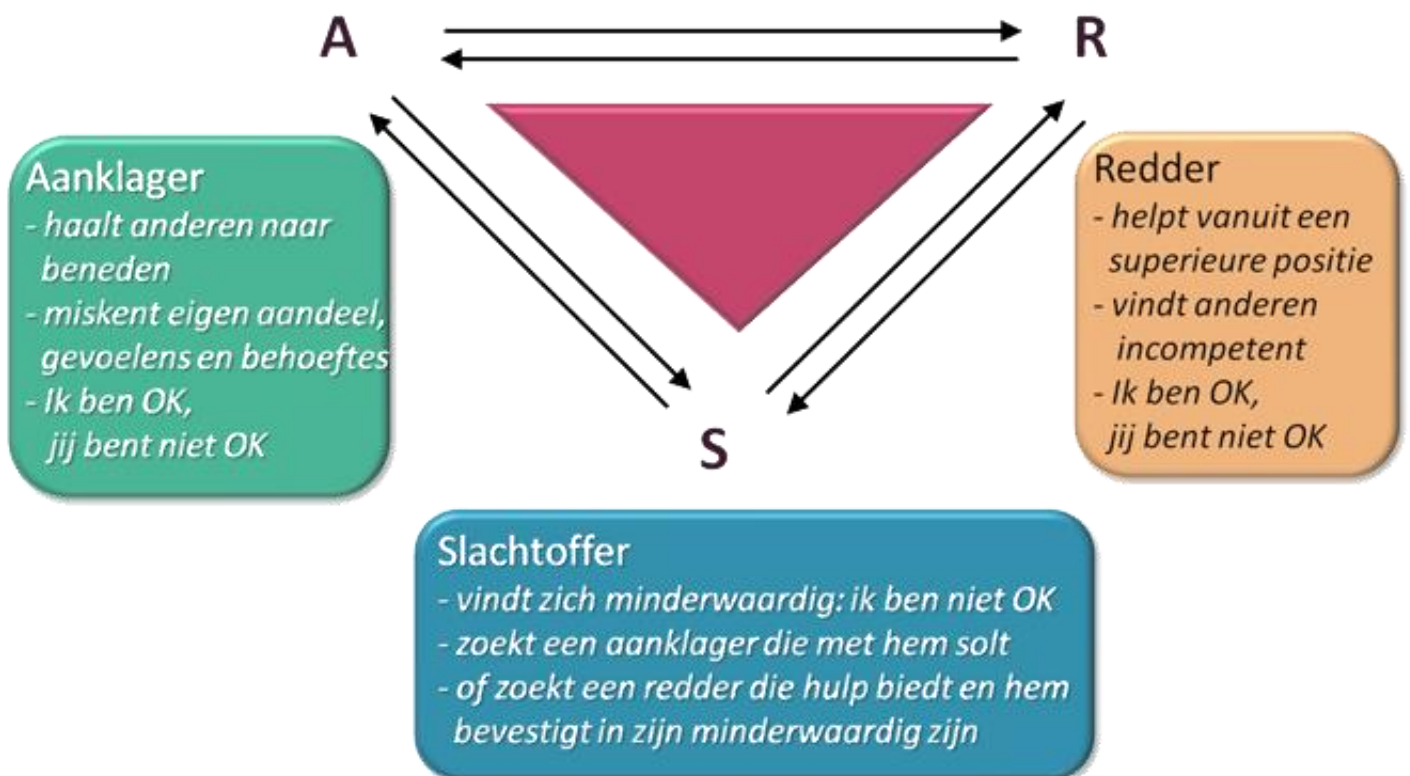 A
R
Aanklager
- haalt anderen naar
beneden
- miskent eigen aandeel,
gevoelens en behoeftes
- Ik ben OK,
jij bent niet OK
Redder
- helpt vanuit een
superieure positie
- vindt anderen
incompetent
- Ik ben OK,
jij bent niet OK
S
Slachtoffer
- vindt zich minderwaardig: ik ben niet OK
- zoekt een aanklager die met hem solt
- of zoekt een redder die hulp biedt en hem
bevestigt in zijn minderwaardig zijn